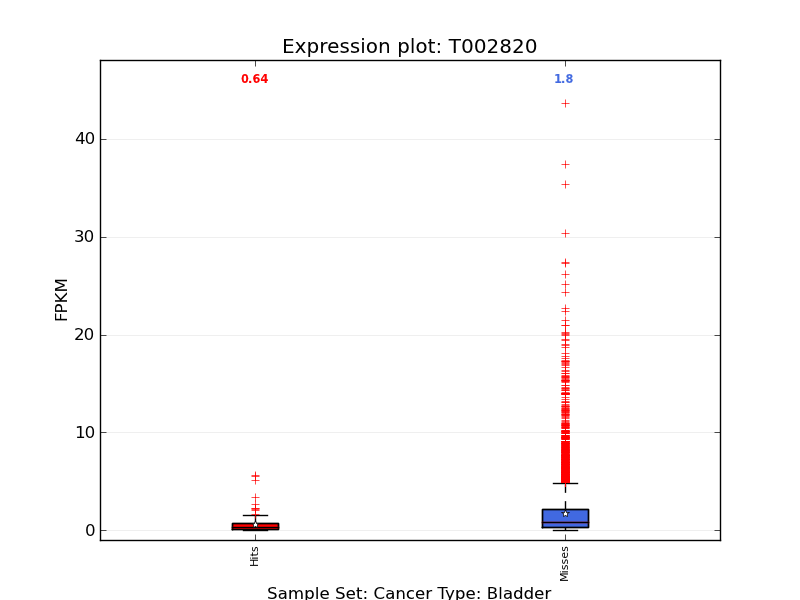 Expression plot: T002820
0.64
1.8
40
30
20
10
0
FPKM
Hits
Misses
Sample Set: Cancer Type: Bladder